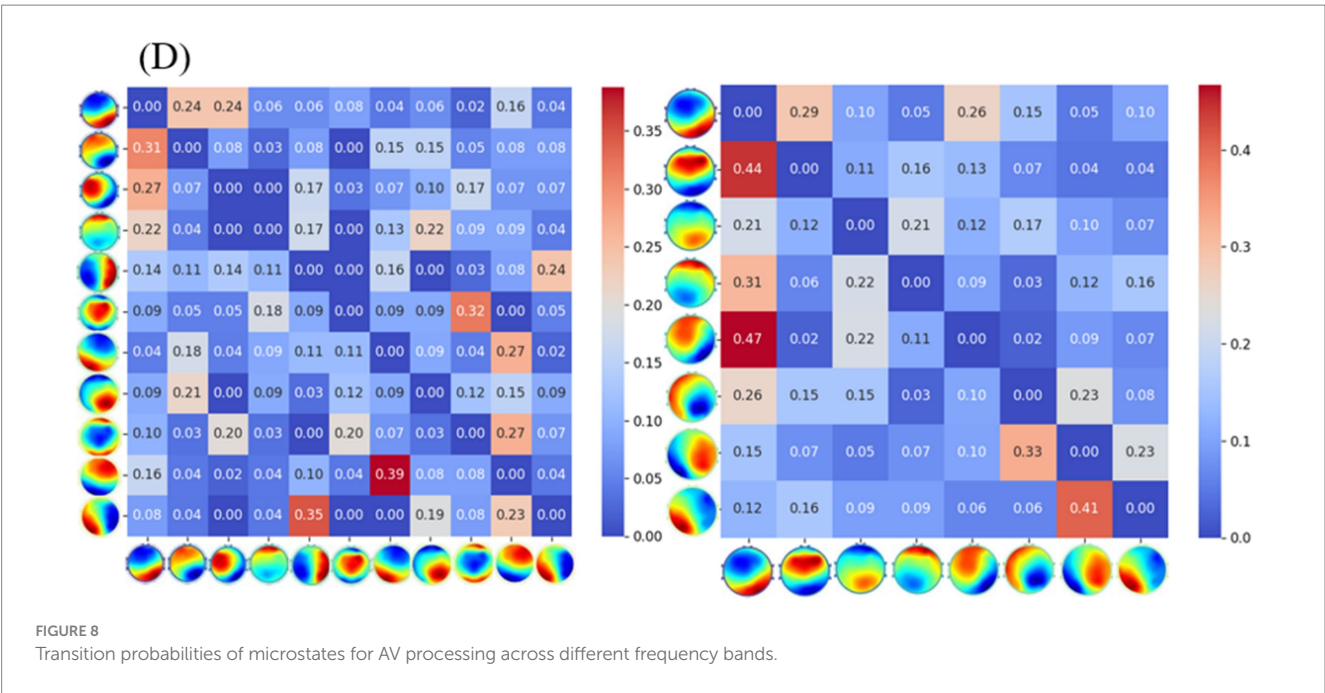 (D)
0.00 0.24 0.24 0.06 0.06 0.08 0.04 0.06 0.02 0.16 0.04
0.31 0.00 0.08 0.03 0.08 0.00 0.15 0.15 0.05 0.08 0.08
0.27 0.07 0.00 0.00 0.17 0.03 0.07 0.10 0.17 0.07 0.07
0.22 0.04 0.00 0.00 0.17 0.00 0.13 0.22 0.09 0.09 0.04
0.14 0.11 0.14 0.11 0.00 0.00 0.16 0.00 0.03 0.08 0.24
0.09 0.05 0.05 0.18 0.09 0.00 0.09 0.09 0.32 0.00 0.05
0.04 0.18 0.04 0.09 0.11 0.11 0.00 0.09 0.04 0.27 0.02
0.09 0.21 0.00 0.09 0.03 0.12 0.09 0.00 0.12 0.15 0.09
0.10 0.03 0.20 0.03 0.00 0.20 0.07 0.03 0.00 0.27 0.07
0.16 0.04 0.02 0.04 0.10 0.04 0.39 0.08 0.08 0.00 0.04
0.08 0.04 0.00 0.04 0.35 0.00 0.00 0.19 0.08 0.23 0.00
0.35
0.30
0.25
0.20
0.15
0.10
0.05
0.00
0.00 0.29 0.10 0.05 0.26 0.15 0.05 0.10
0.44 0.00 0.11 0.16 0.13 0.07 0.04 0.04
0.21 0.12 0.00 0.21 0.12 0.17 0.10 0.07
0.31 0.06 0.22 0.00 0.09 0.03 0.12 0.16
0.47 0.02 0.22 0.11 0.00 0.02 0.09 0.07
0.26 0.15 0.15 0.03 0.10 0.00 0.23 0.08
0.15 0.07 0.05 0.07 0.10 0.33 0.00 0.23
0.12 0.16 0.09 0.09 0.06 0.06 0.41 0.00
0.4
0.3
0.2
0.1
0.0
FIGURE 8
Transition probabilities of microstates for AV processing across different frequency bands.